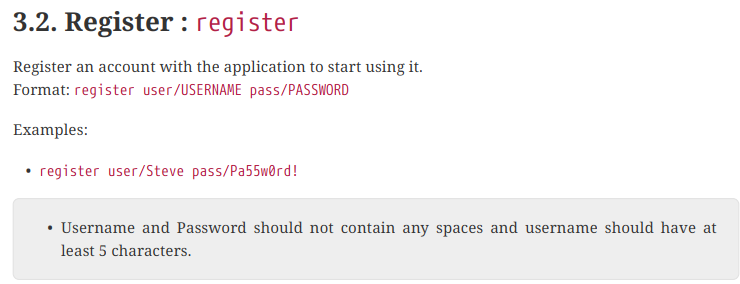 3.2. Register : register
Register an account with the application to start using it.
Format: register user/USERNAME pass/PASSWORD
Examples:
• register user/Steve pass/Pa55w0rd!
• Username and Password should not contain any spaces and username should have at
least 5 characters.